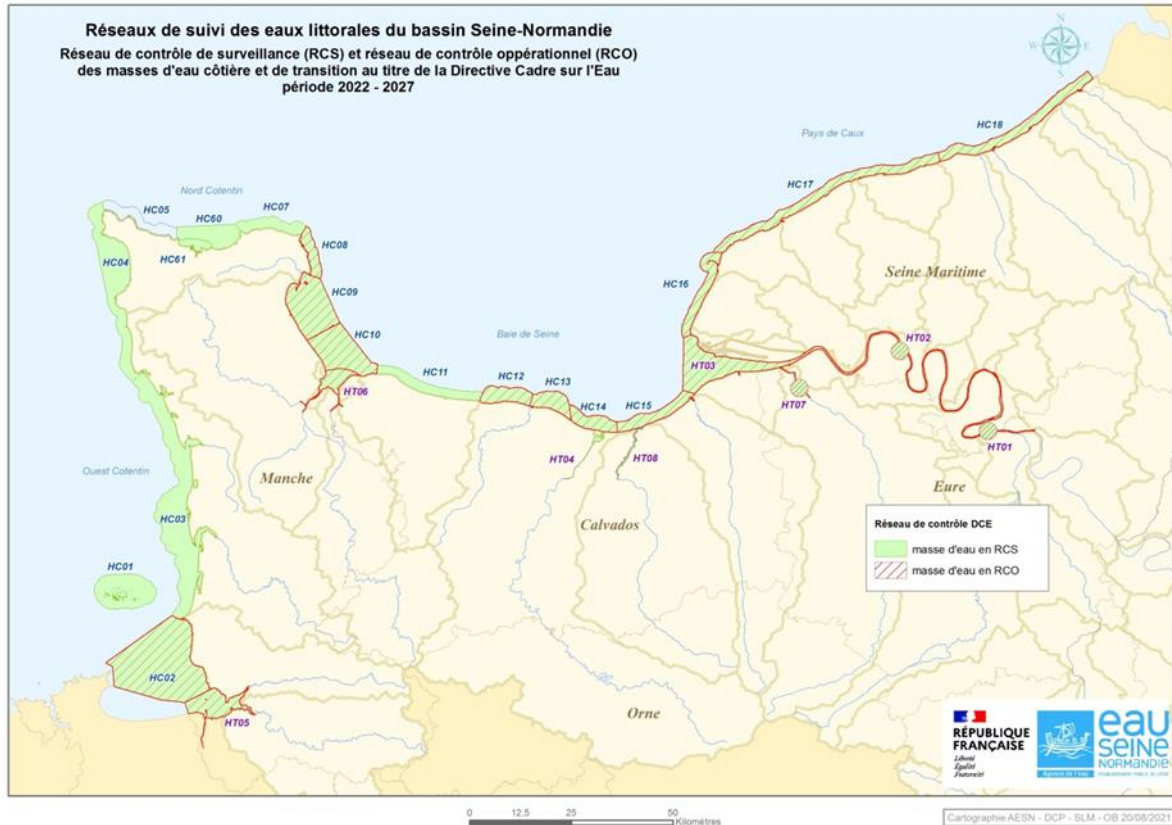 Réseaux de suivi des eaux littorales du bassin Seine-Normandie
Réseau de contrôle de surveillance (RCS) et réseau de contrôle oppérationnel (RCO)
des masses d'eau côtière et de transition au titre de la Directive Cadre sur l'Eau
période 2022 - 2027
N
W
E
S
HC18
Pays de Caux
HC17
Nord Cotentin
HC05
HC60
HC07
HC61
HC08
HC04
HC09
HC16
Seine Maritime
HC10
Baie de Seine
HT02
HC11
HC12
HC13
HT03
HT06
HC14
HC15
HT07
HT01
HT04
HT08
Ouest Cotentin
Manche
Eure
HC03
Calvados
Réseau de contrôle DCE
masse d'eau en RCS
masse d'eau en RCO
HC01
HC02
HT05
Orne
RÉPUBLIQUE
FRANÇAISE
Liberté
Égalité
Fraternité
eau
SEINE
NORMANDIE
Agence de l'eau
0 12,5 25 50
Kilomètres
Cartographie AESN - DCP - SLM - OB 20/08/2021